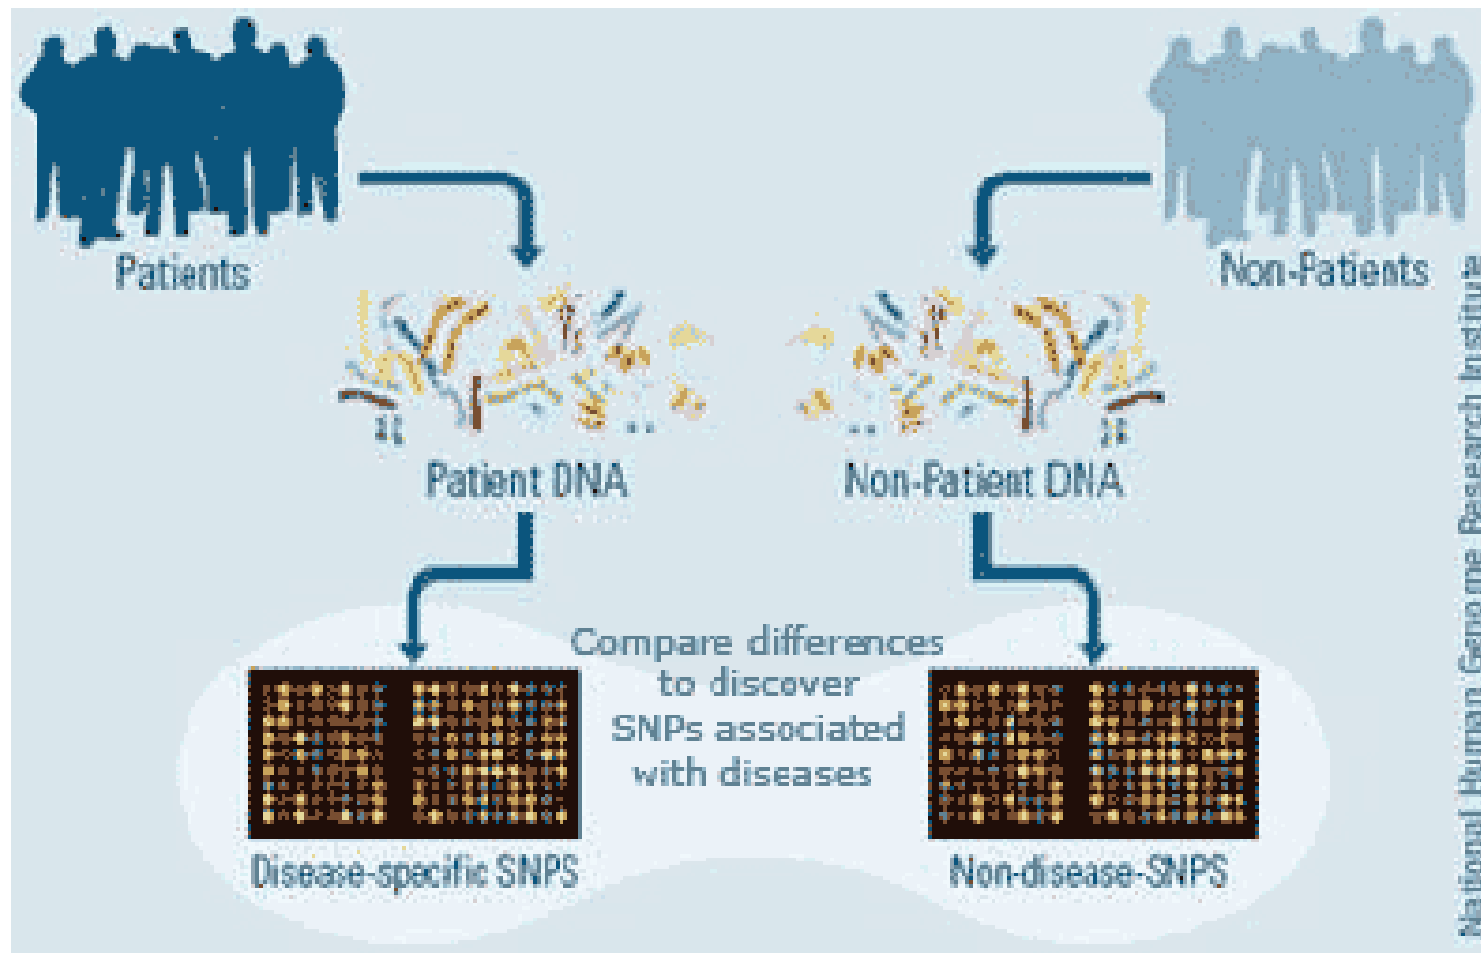 Patients
Non-Patients
Patient DNA
Non-Patient DNA
Compare differences
to discover
SNPs associated
with diseases
Disease-specific SNPS
Non-disease-SNPS
National Human Genome Research Institute